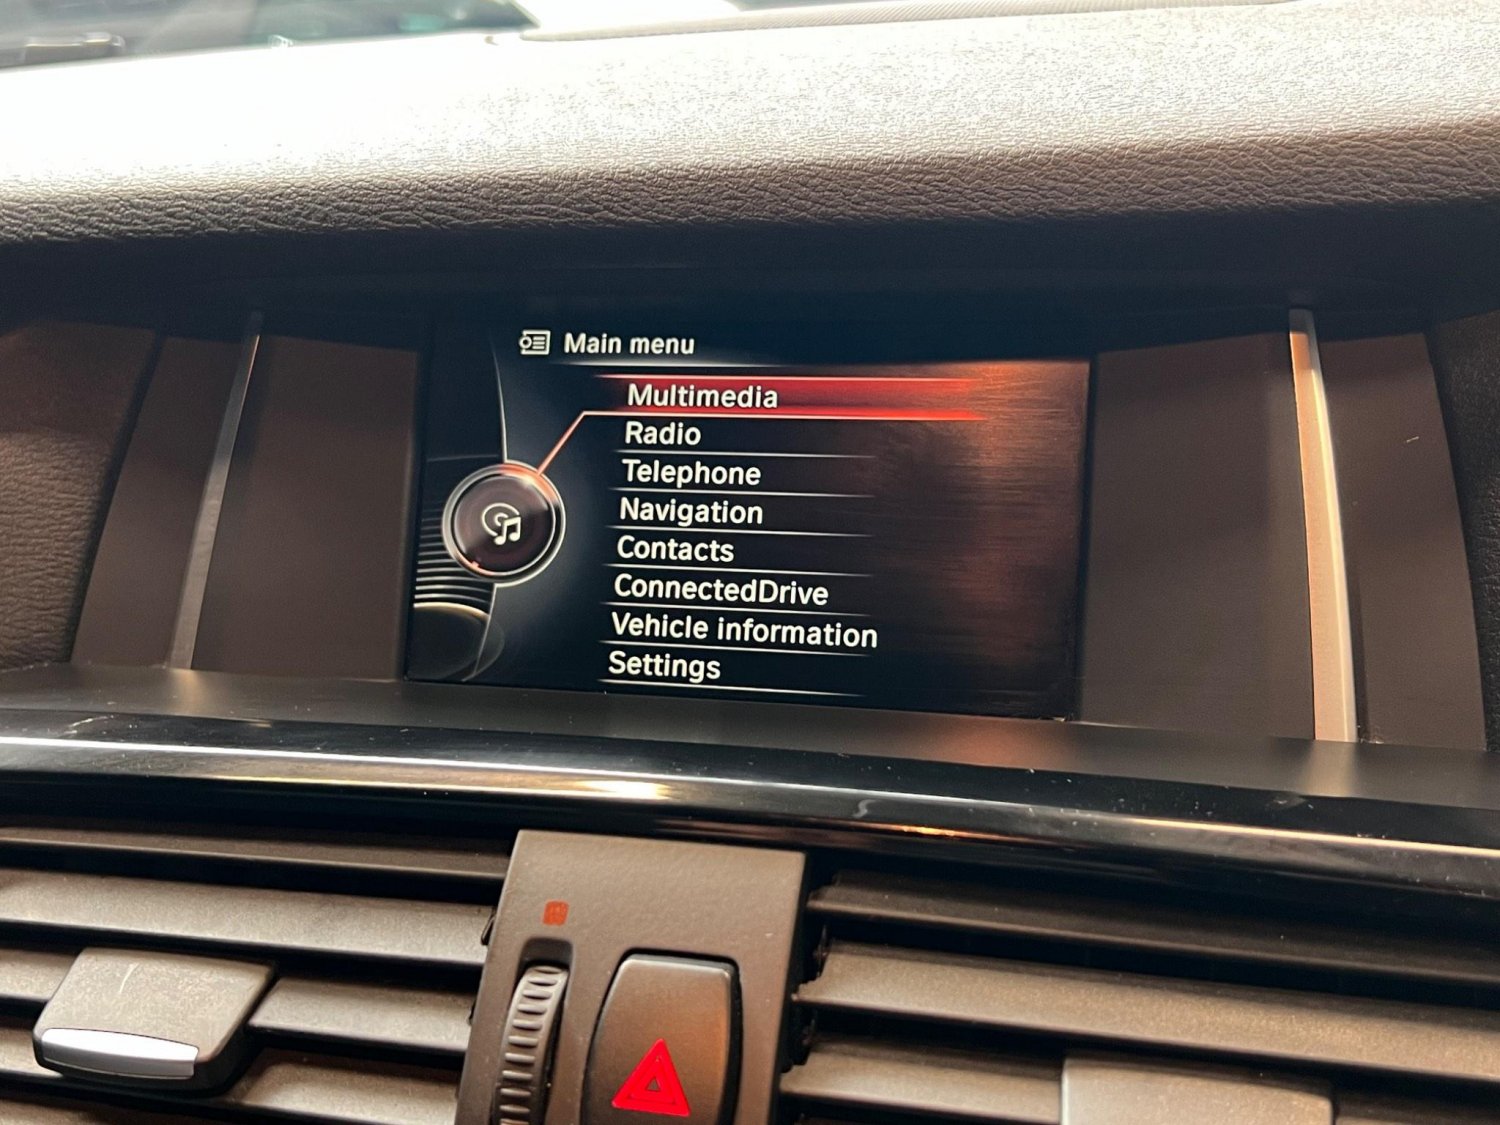 Main menu
Multimedia
Radio
Telephone
Navigation
Contacts
ConnectedDrive
Vehicle information
Settings